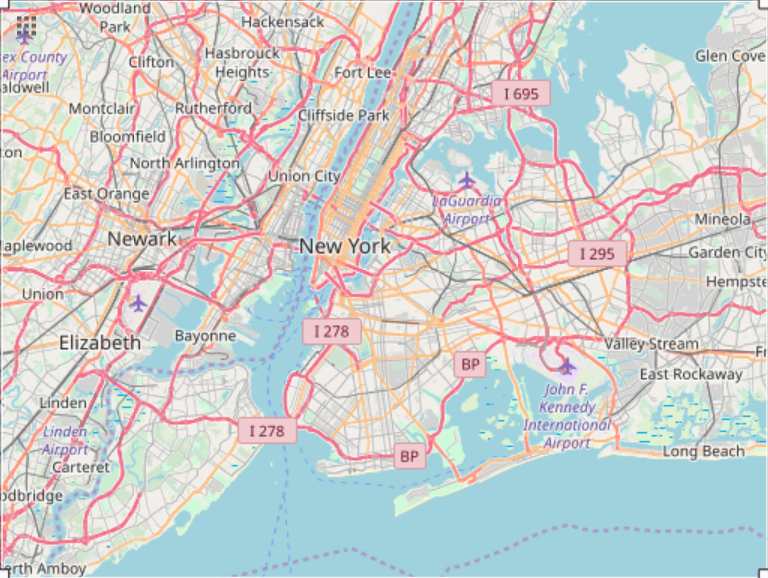 Woodland
Park
Hackensack
sex County
Airport
aldwell
Clifton
Hasbrouck
Heights
Fort Lee
Glen Cove
I 695
Montclair
Rutherford
Cliffside Park
Bloomfield
ton
North Arlington
Union City
East Orange
LaGuardia
Airport
Mineola
Maplewood
Newark
New York
I 295
Garden City
Union
Hempste
Elizabeth
Bayonne
I 278
Valley Stream
BP
East Rockaway
Linden
John F.
Kennedy
International
Airport
Linden
Airport
I 278
Carteret
BP
Long Beach
odbridge
erth Amboy